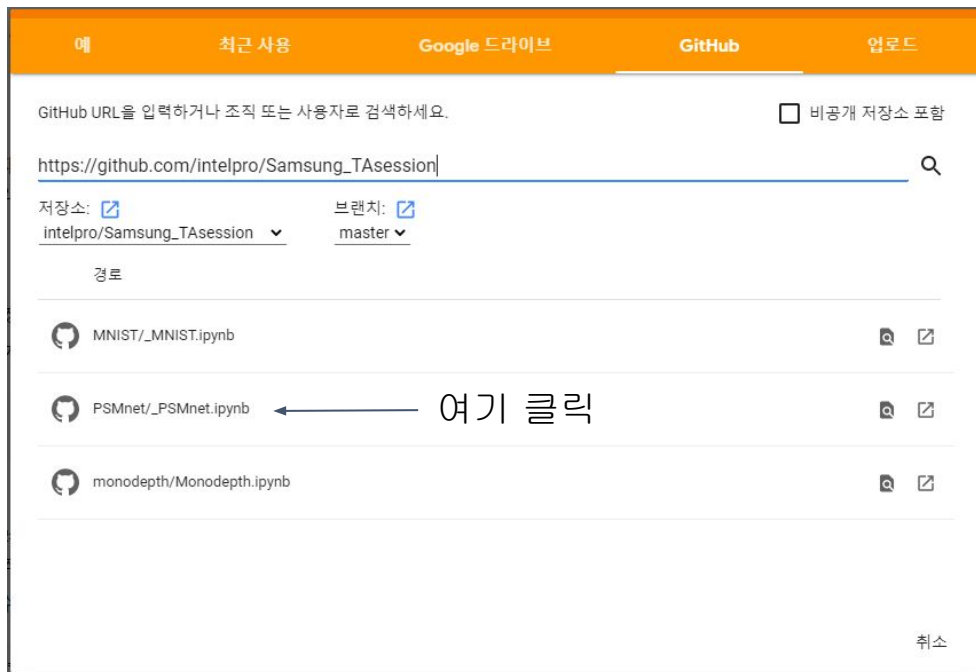 예 최근 사용 Google 드라이브 GitHub 업로드
GitHub URL을 입력하거나 조직 또는 사용자로 검색하세요. 비공개 저장소 포함
https://github.com/intelpro/Samsung_TAsession
저장소: 브랜치:
intelpro/Samsung_TAsession master
경로
MNIST/_MNIST.ipynb
PSMnet/_PSMnet.ipynb 여기 클릭
monodepth/Monodepth.ipynb
취소